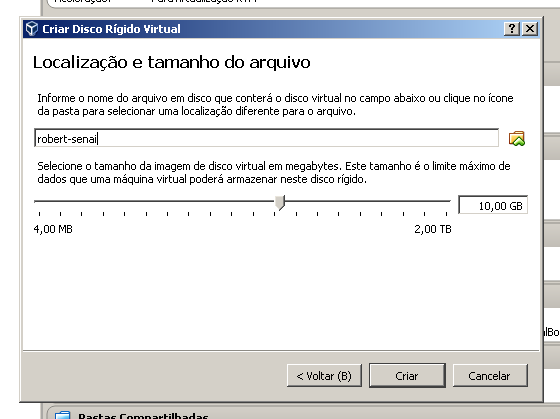 Criar Disco Rígido Virtual
Localização e tamanho do arquivo
Informe o nome do arquivo em disco que conterá o disco virtual no campo abaixo ou clique no ícone
da pasta para selecionar uma localização diferente para o arquivo.
robert-senai
Selecione o tamanho da imagem de disco virtual em megabytes. Este tamanho é o limite máximo de
dados que uma máquina virtual poderá armazenar neste disco rígido.
10,00 GB
4,00 MB
2,00 TB
< Voltar (B)
Criar
Cancelar
Pastas Compartilhadas